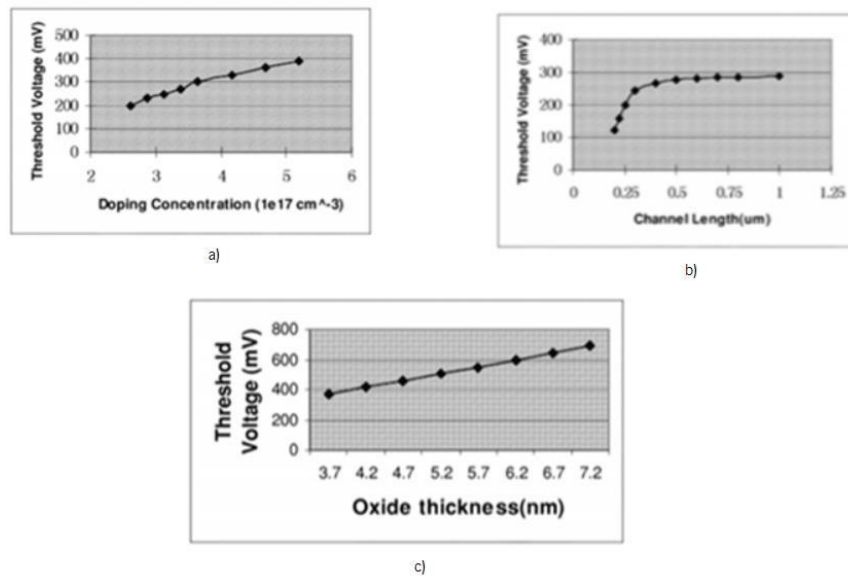 Threshold Voltage (mV)
500
400
300
200
100
0
2 3 4 5 6
Doping Concentration (1e17 cm^-3)
a)
Threshold Voltage (mV)
400
300
200
100
0
0 0.25 0.5 0.75 1 1.25
Channel Length(um)
b)
Threshold
Voltage (mV)
800
600
400
200
0
3.7 4.2 4.7 5.2 5.7 6.2 6.7 7.2
Oxide thickness(nm)
c)